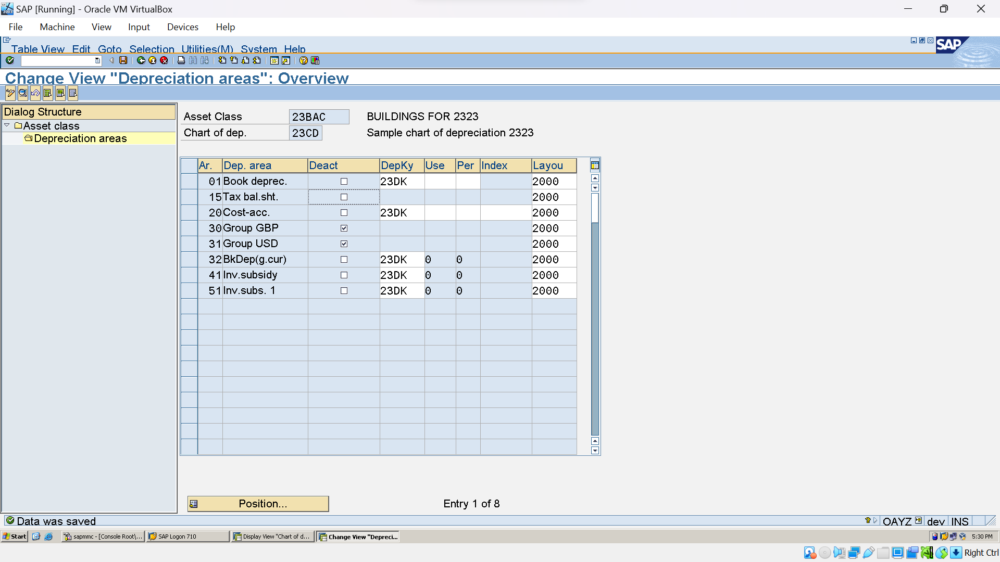 SAP [Running] - Oracle VM VirtualBox
File Machine View Input Devices Help
Table View Edit Goto Selection Utilities(M) System Help
SAP
Change View "Depreciation areas": Overview
Dialog Structure
Asset class
Depreciation areas
Asset Class 23BAC BUILDINGS FOR 2323
Chart of dep. 23CD Sample chart of depreciation 2323
Ar. Dep. area Deact DepKy Use Per Index Layou
01 Book deprec. 23DK 2000
15 Tax bal.sht. 2000
20 Cost-acc. 23DK 2000
30 Group GBP 2000
31 Group USD 2000
32 BkDep(g.cur) 23DK 0 0 2000
41 Inv.subsidy 23DK 0 0 2000
51 Inv.subs. 1 23DK 0 0 2000
Position... Entry 1 of 8
Data was saved OAYZ dev INS
Start sapmmc - [Console Root\... SAP Logon 710 Display View "Chart of d... Change View "Depreci... 5:30 PM
Right Ctrl